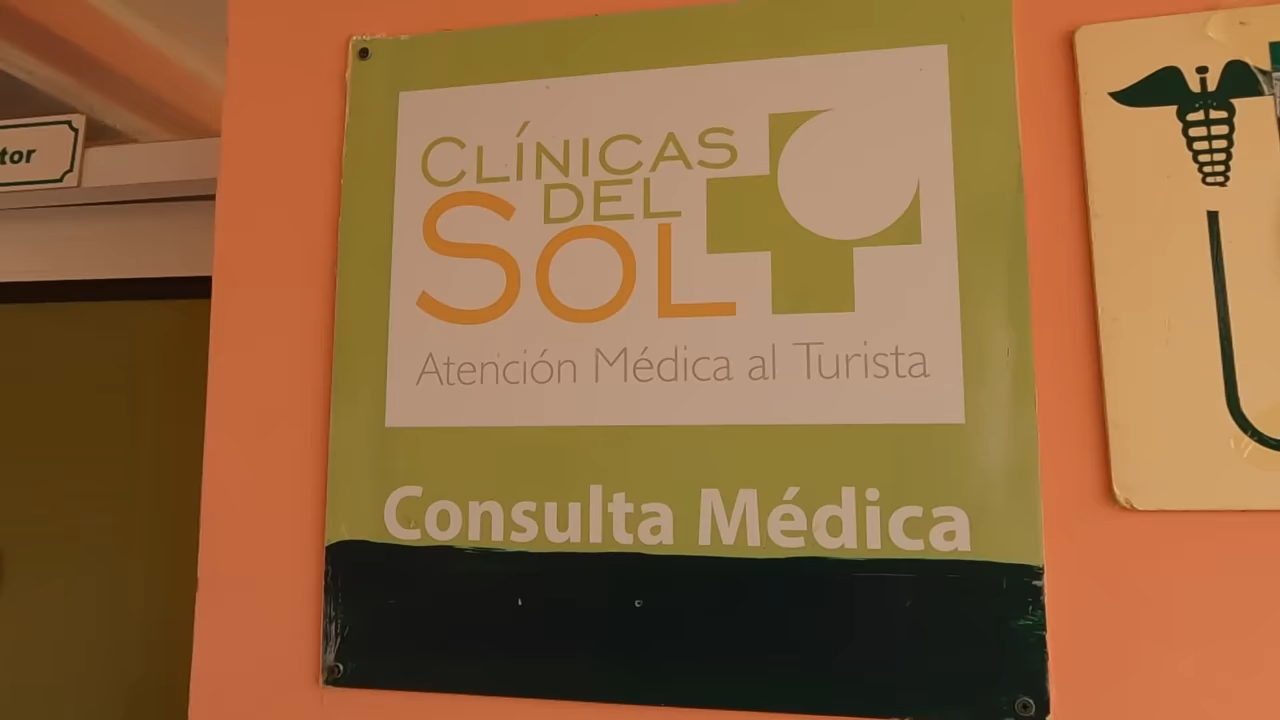 tor
CLÍNICAS
DEL
SOL
Atención Médica al Turista
Consulta Médica